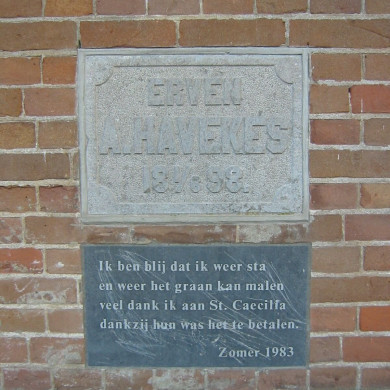 ERVEN
A. HAVEKES
Ik ben blij dat ik weer sta
en weer het graan kan malen
veel dank ik aan St. Caecilia
dankzij hun was het te betalen.
Zomer 1983